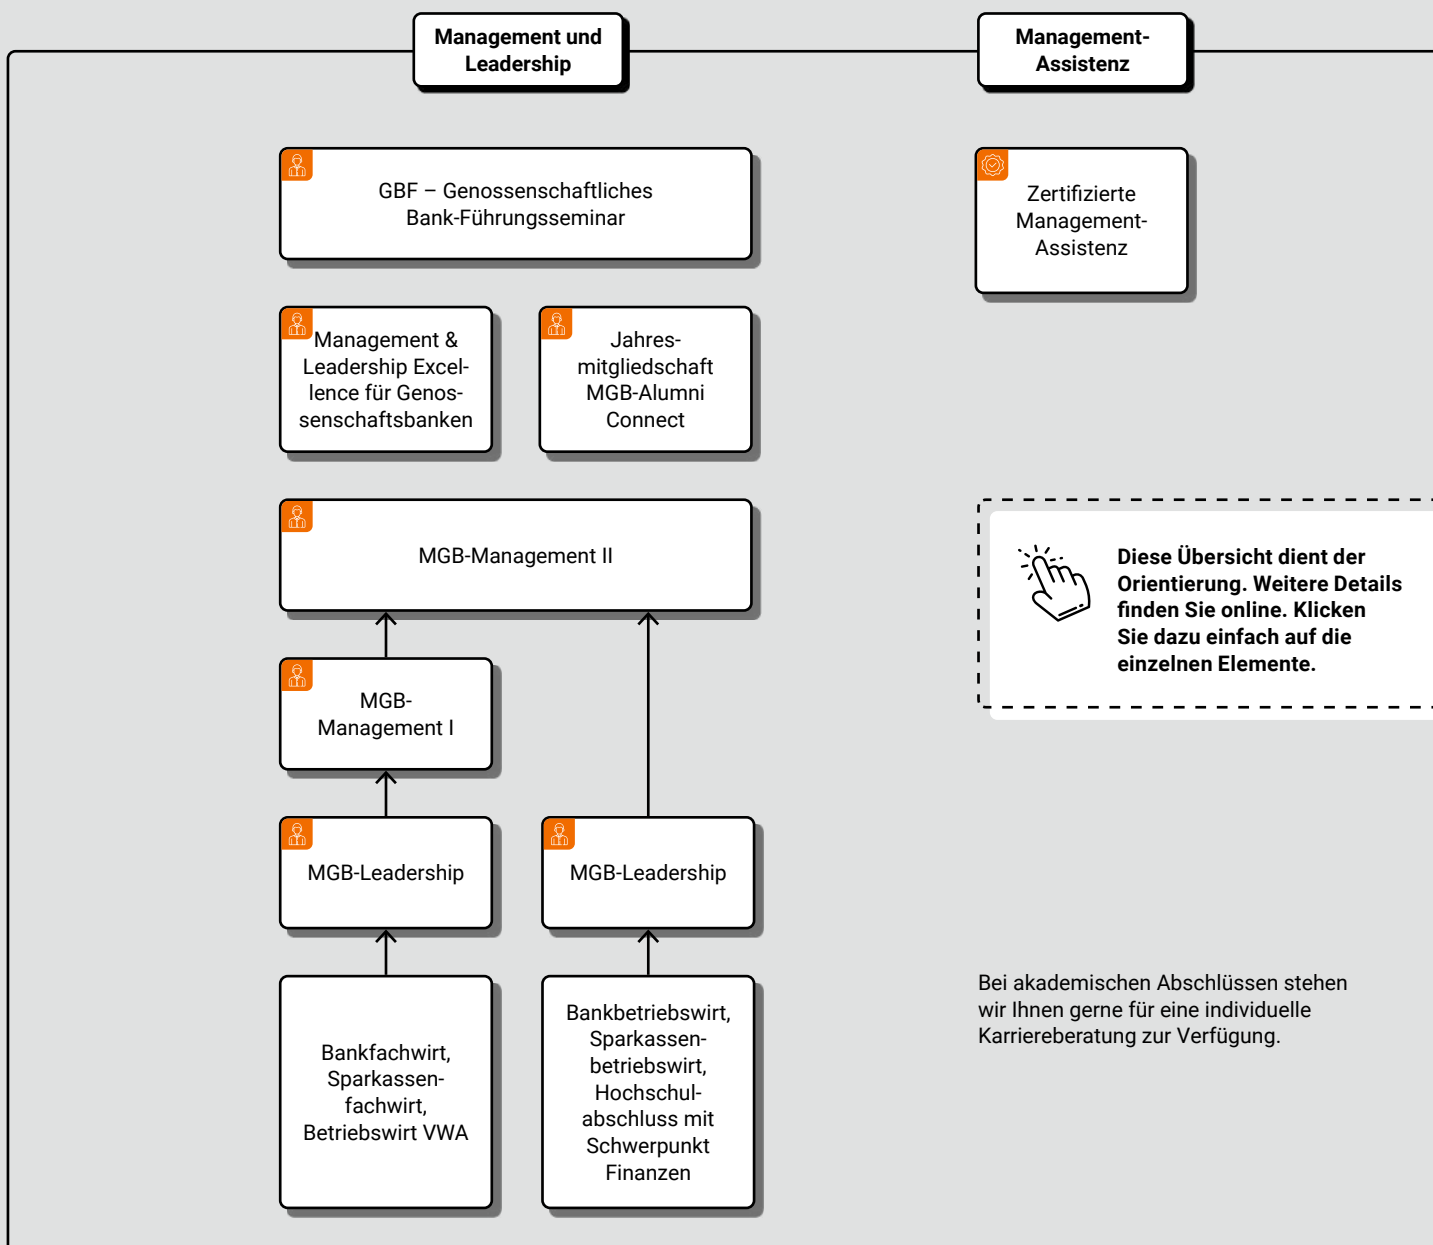 Management und
Leadership
Management-
Assistenz
GBF – Genossenschaftliches
Bank-Führungsseminar
Zertifizierte
Management-
Assistenz
Management &
Leadership Excel-
lence für Genos-
senschaftsbanken
Jahres-
mitgliedschaft
MGB-Alumni
Connect
MGB-Management II
Diese Übersicht dient der
Orientierung. Weitere Details
finden Sie online. Klicken
Sie dazu einfach auf die
einzelnen Elemente.
MGB-
Management I
MGB-Leadership
MGB-Leadership
Bankfachwirt,
Sparkassen-
fachwirt,
Betriebswirt VWA
Bankbetriebswirt,
Sparkassen-
betriebswirt,
Hochschul-
abschluss mit
Schwerpunkt
Finanzen
Bei akademischen Abschlüssen stehen
wir Ihnen gerne für eine individuelle
Karriereberatung zur Verfügung.